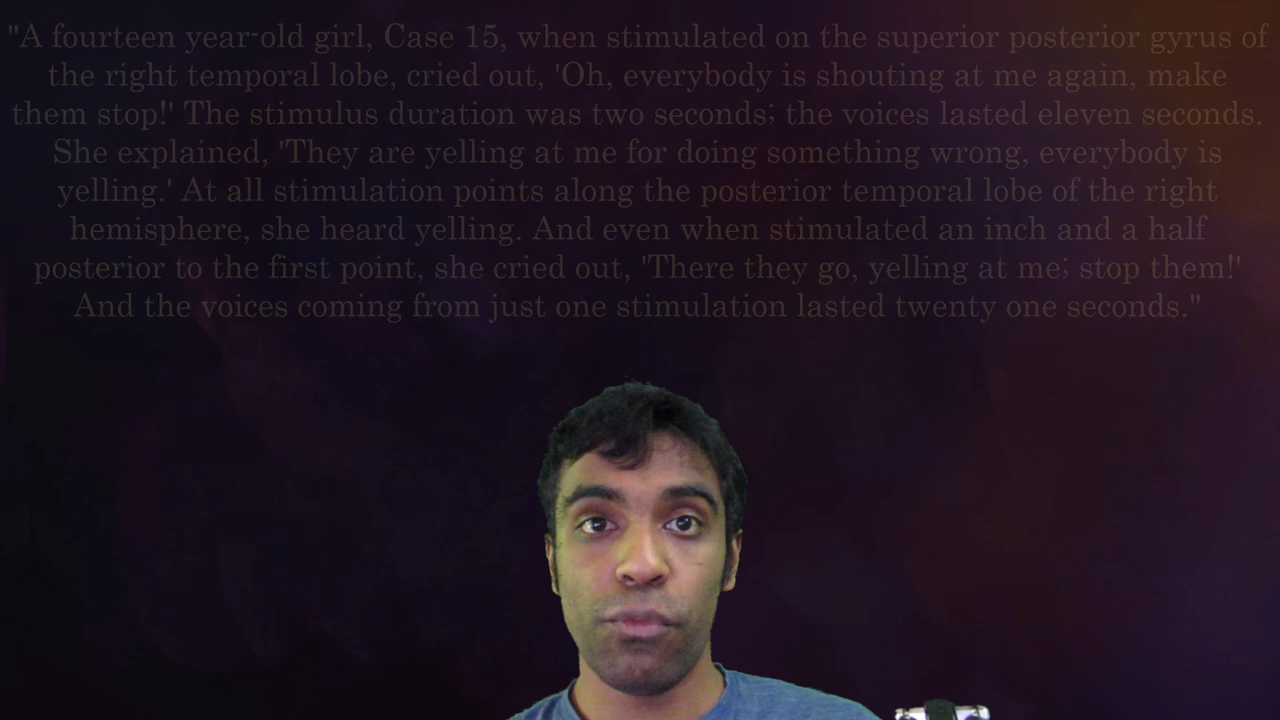 "A fourteen year-old girl, Case 15, when stimulated on the superior posterior gyrus of
the right temporal lobe, cried out, 'Oh, everybody is shouting at me again, make
them stop!' The stimulus duration was two seconds; the voices lasted eleven seconds.
She explained, 'They are yelling at me for doing something wrong, everybody is
yelling.' At all stimulation points along the posterior temporal lobe of the right
hemisphere, she heard yelling. And even when stimulated an inch and a half
posterior to the first point, she cried out, 'There they go, yelling at me; stop them!'
And the voices coming from just one stimulation lasted twenty one seconds."